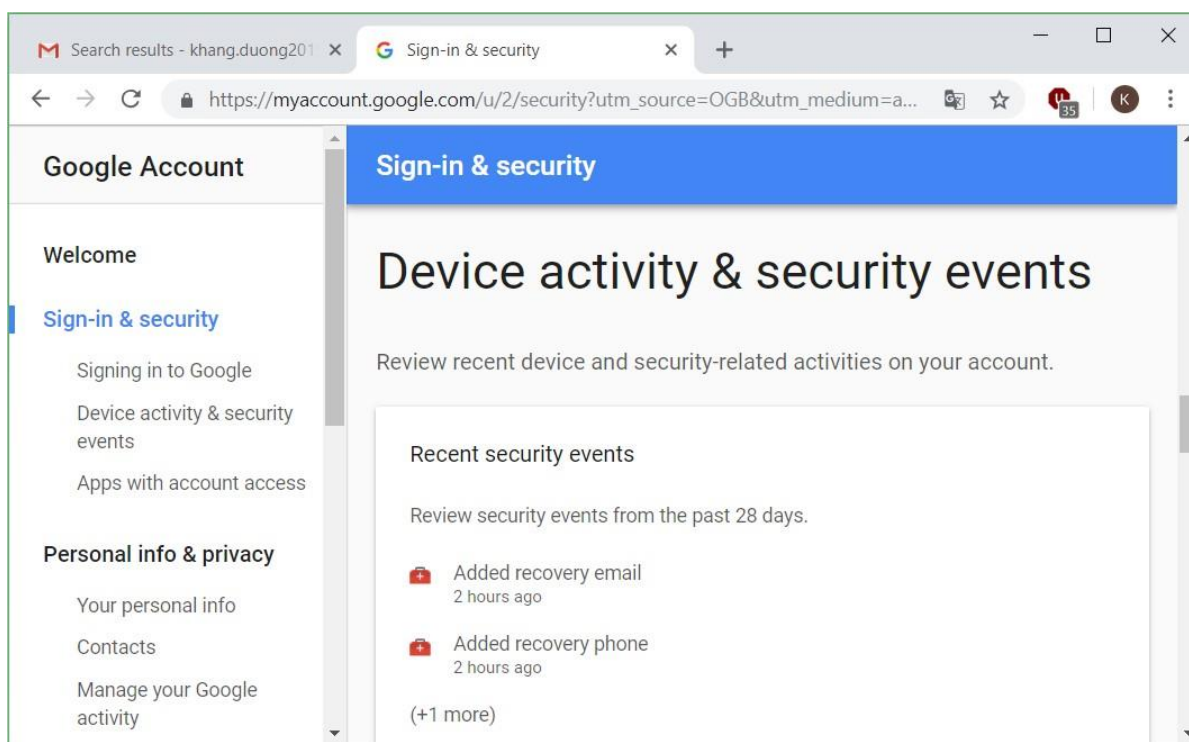 Search results - khang.duong201
Sign-in & security
https://myaccount.google.com/u/2/security?utm_source=OGB&utm_medium=a...
35
K
Google Account
Sign-in & security
Welcome
Sign-in & security
Signing in to Google
Device activity & security
events
Apps with account access
Personal info & privacy
Your personal info
Contacts
Manage your Google
activity
Device activity & security events
Review recent device and security-related activities on your account.
Recent security events
Review security events from the past 28 days.
Added recovery email
2 hours ago
Added recovery phone
2 hours ago
(+1 more)